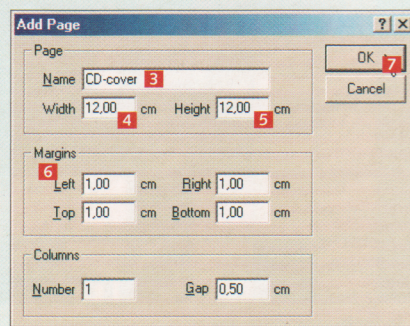 Add Page
Page
Name CD-cover 3
Width 12,00 cm Height 12,00 cm
4 5
OK 7
Cancel
Margins
6
Left 1,00 cm Right 1,00 cm
Top 1,00 cm Bottom 1,00 cm
Columns
Number 1 Gap 0,50 cm